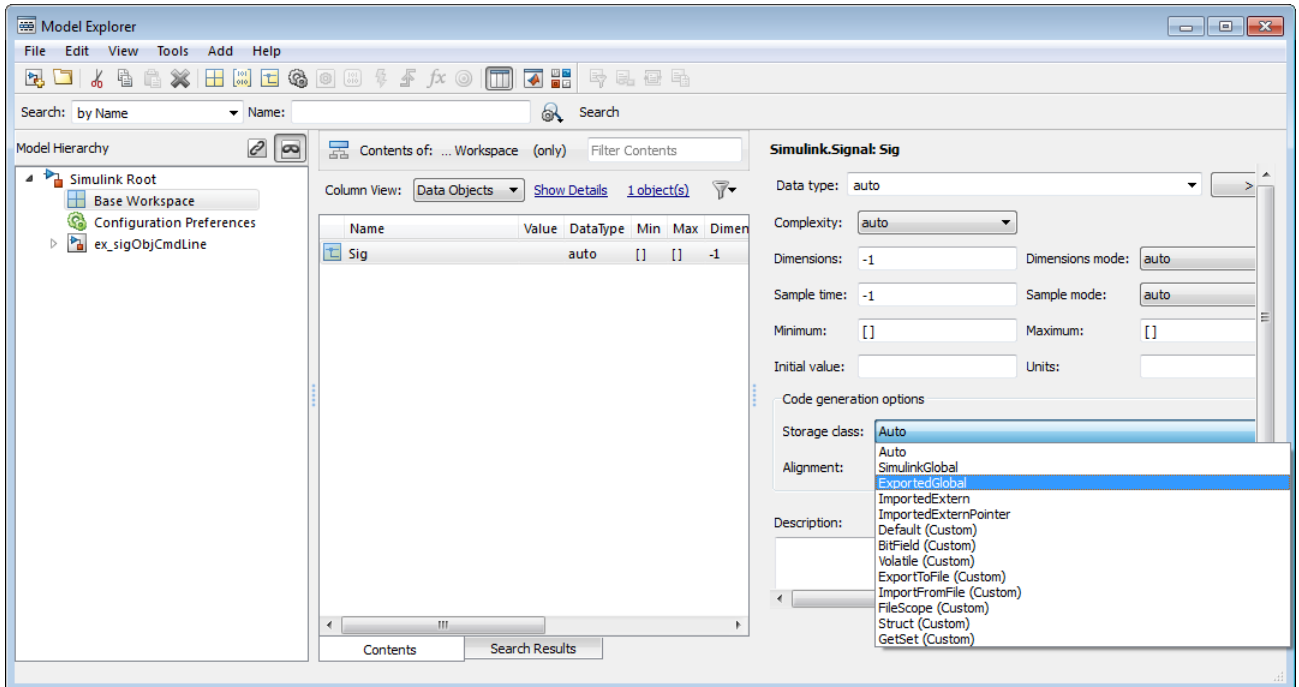 Model Explorer
File Edit View Tools Add Help
fx
Search: by Name Name: Search
Model Hierarchy
Simulink Root
Base Workspace
Configuration Preferences
ex_sigObjCmdLine
Contents of: ... Workspace (only) Filter Contents
Column View: Data Objects Show Details 1 object(s)
Name Value DataType Min Max Dimen
Sig auto [] [] -1
Contents Search Results
Simulink.Signal: Sig
Data type: auto >
Complexity: auto
Dimensions: -1 Dimensions mode: auto
Sample time: -1 Sample mode: auto
Minimum: [] Maximum: []
Initial value: Units:
Code generation options
Storage class: Auto
Auto
SimulinkGlobal
ExportedGlobal
ImportedExtern
ImportedExternPointer
Default (Custom)
BitField (Custom)
Volatile (Custom)
ExportToFile (Custom)
ImportFromFile (Custom)
FileScope (Custom)
Struct (Custom)
GetSet (Custom)
Alignment:
Description: